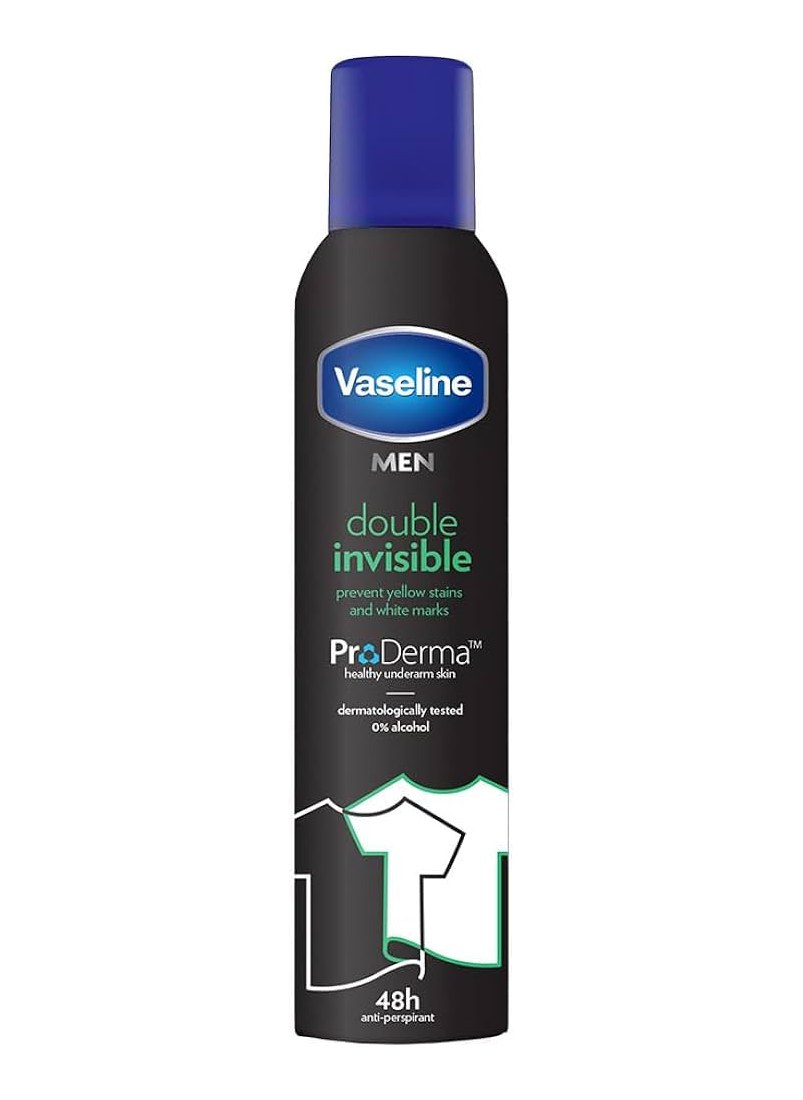 Vaseline
MEN
double
invisible
prevent yellow stains
and white marks
ProDerma™
healthy underarm skin
dermatologically tested
0% alcohol
48h
anti-perspirant